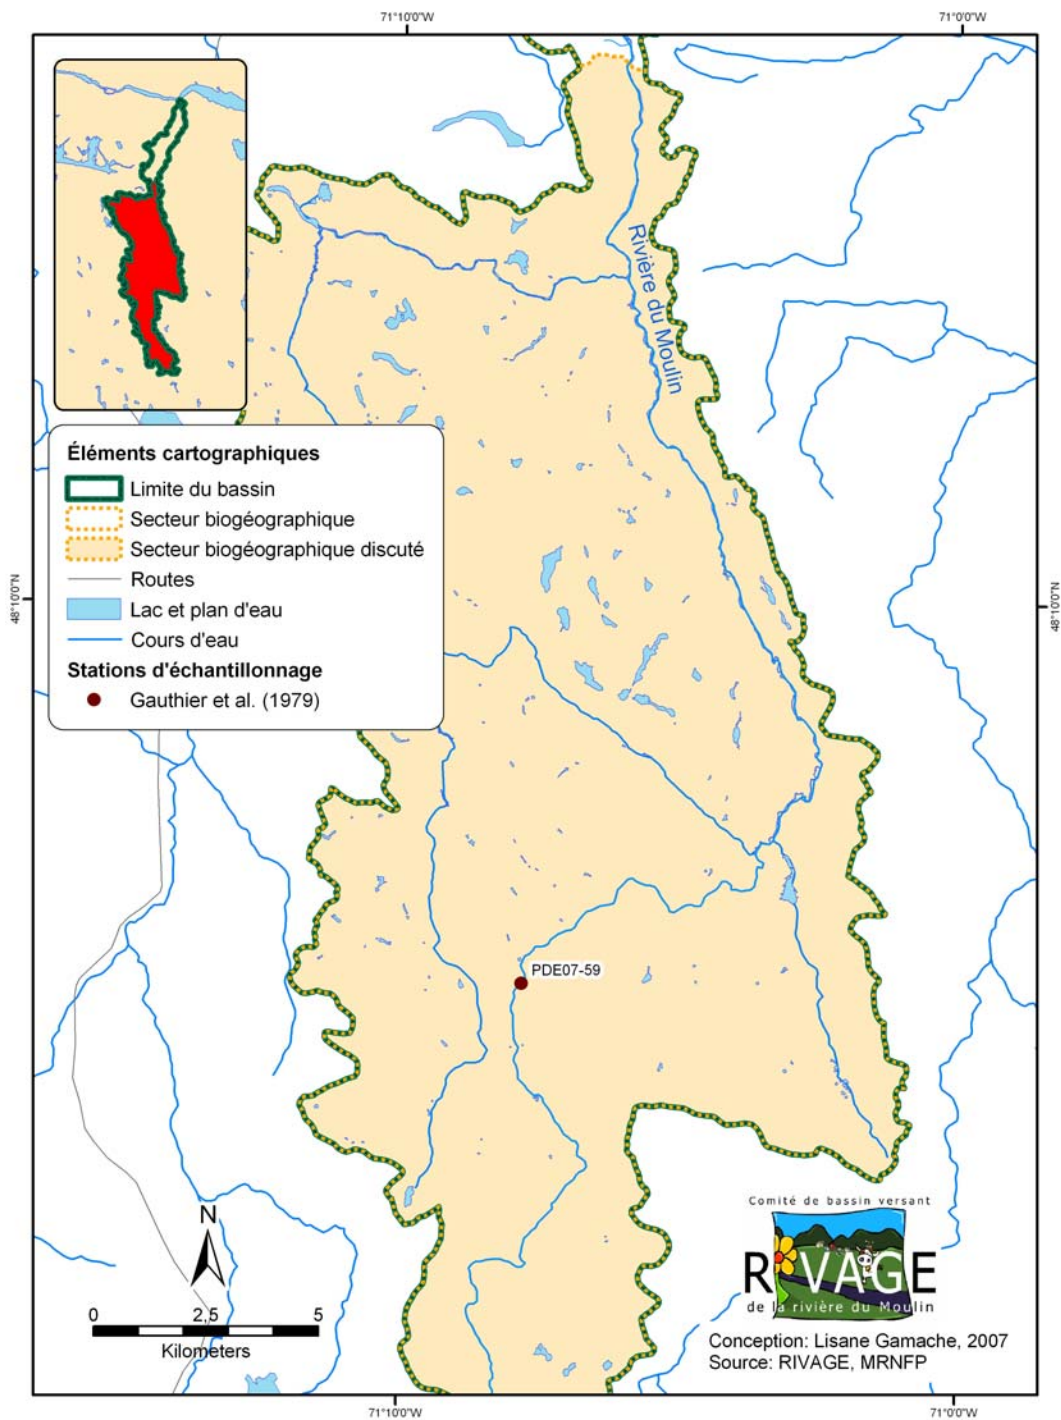 71°10'0"W
71°0'0"W
Rivière du Moulin
Éléments cartographiques
Limite du bassin
Secteur biogéographique
Secteur biogéographique discuté
Routes
Lac et plan d'eau
Cours d'eau
Stations d'échantillonnage
Gauthier et al. (1979)
48°10'0"N
48°10'0"N
PDE07-59
N
0 2,5 5
Kilometers
Comité de bassin versant
RIVAGE
de la rivière du Moulin
Conception: Lisane Gamache, 2007
Source: RIVAGE, MRNFP
71°10'0"W
71°0'0"W